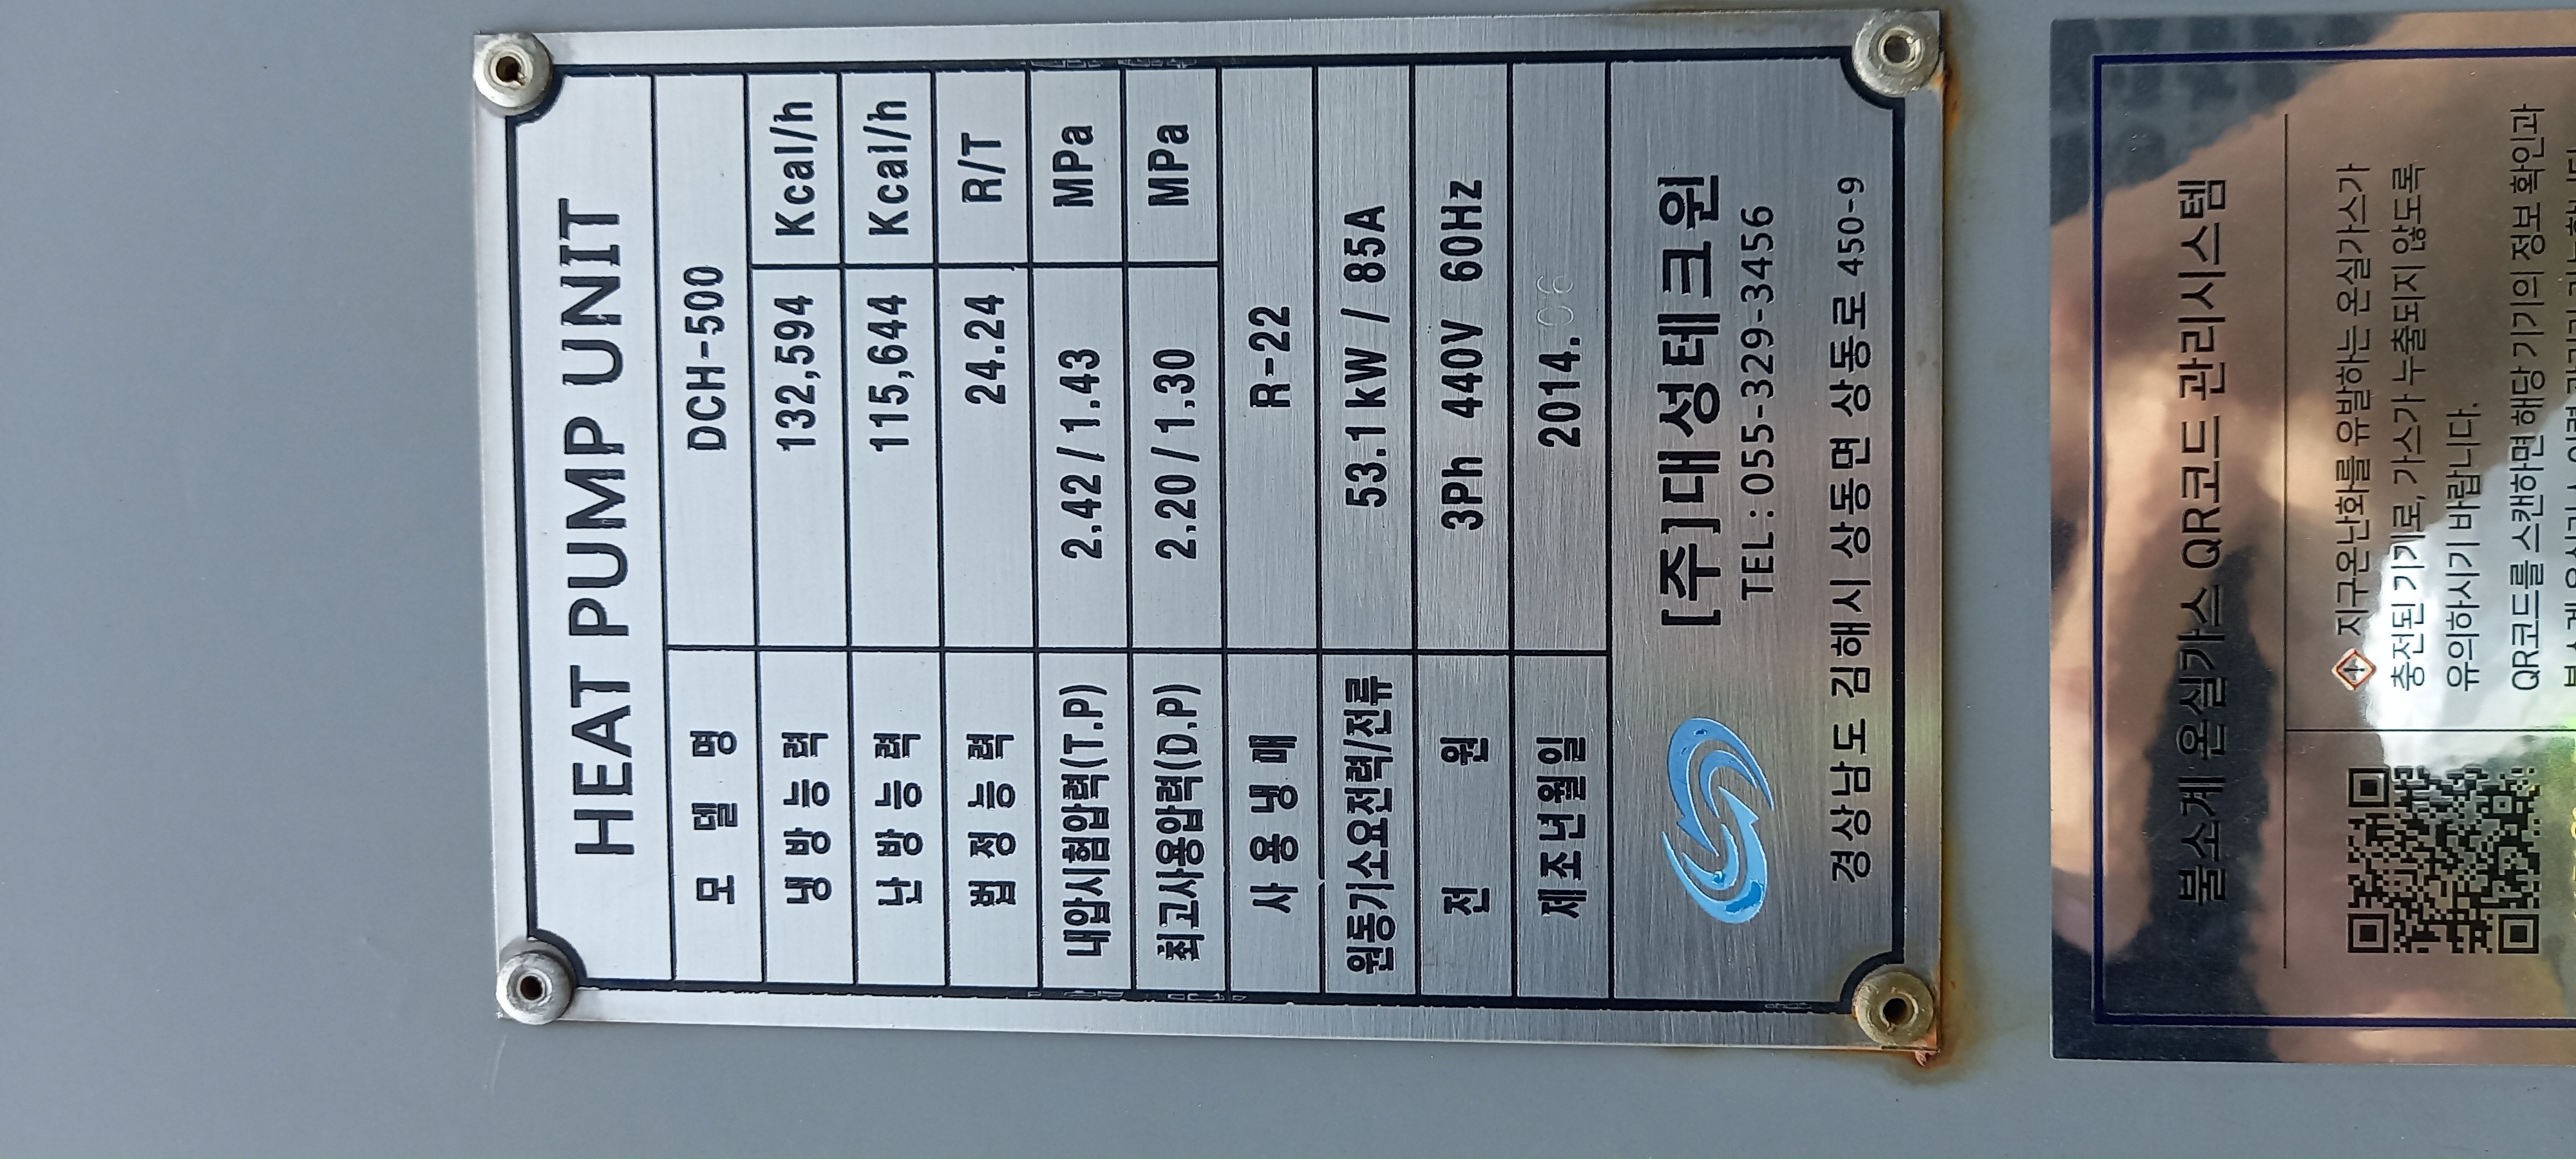 HEAT PUMP UNIT
모 델 명 DCH-500
냉 방 능 력 132,594 Kcal/h
난 방 능 력 115,644 Kcal/h
법 정 능 력 24.24 R/T
내압시험압력(T.P) 2.42 / 1.43 MPa
최고사용압력(D.P) 2.20 / 1.30 MPa
사 용 냉 매 R-22
원동기소요전력/전류 53.1 kW / 85A
전 원 3Ph 440V 60Hz
제조년월일 2014. 06
[주]대성테크윈
TEL : 055-329-3456
경상남도 김해시 상동면 상동로 450-9
불소계 온실가스 QR코드 관리시스템
지구온난화를 유발하는 온실가스가
충전된 기기로, 가스가 누출되지 않도록
유의하시기 바랍니다.
QR코드를 스캔하면 해당 기기의 정보 확인과